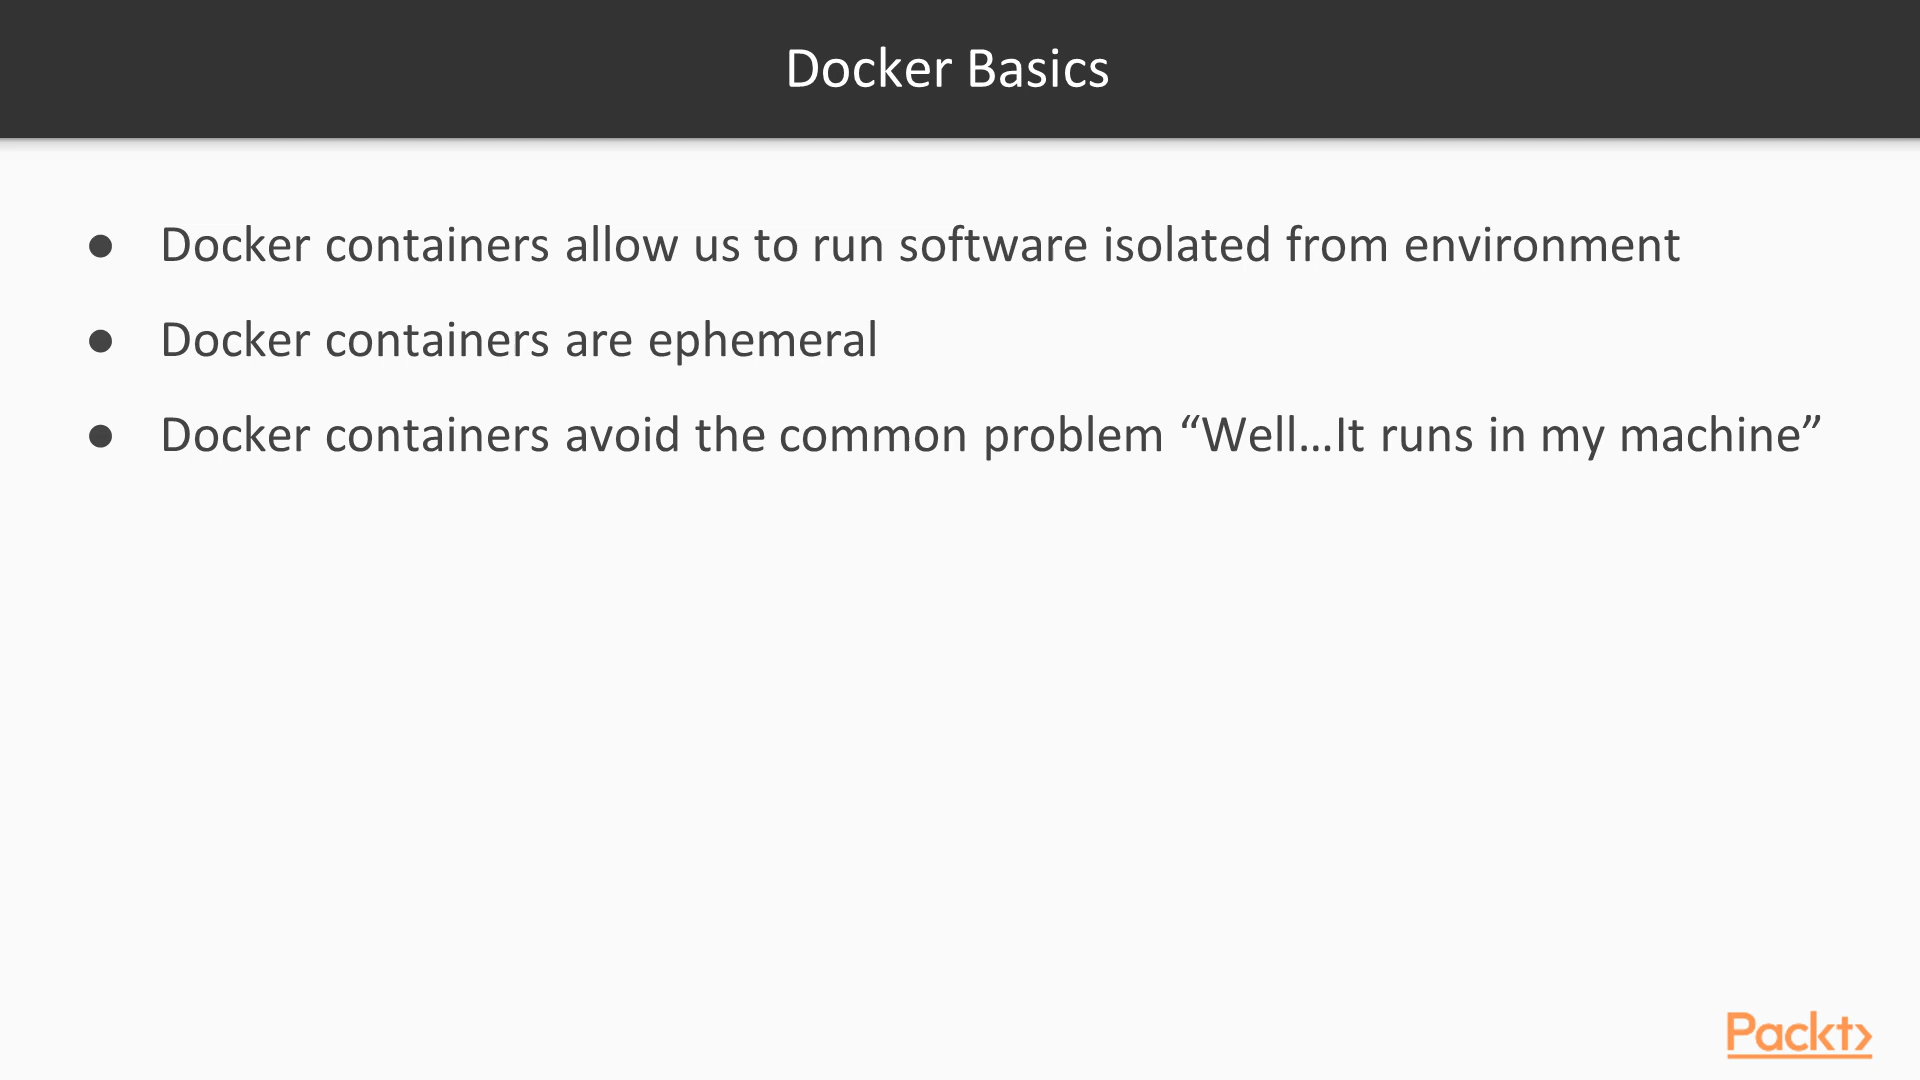 Docker Basics
● Docker containers allow us to run software isolated from environment
● Docker containers are ephemeral
● Docker containers avoid the common problem “Well...It runs in my machine”
Packt>